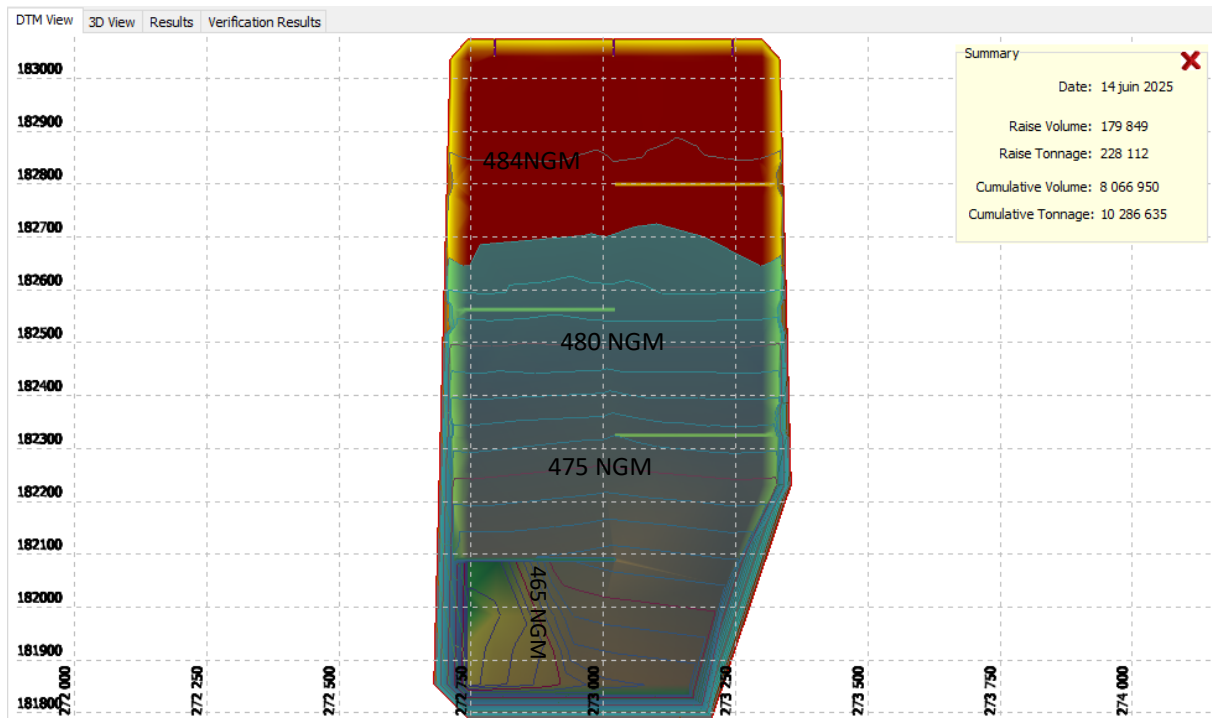 DTM View 3D View Results Verification Results
Summary
Date: 14 juin 2025
Raise Volume: 179 849
Raise Tonnage: 228 112
Cumulative Volume: 8 066 950
Cumulative Tonnage: 10 286 635
183000
182900
182800
182700
182600
182500
182400
182300
182200
182100
182000
181900
181800
484NGM
480 NGM
475 NGM
465 NGM
272 000
272 250
272 500
272 750
273 000
273 250
273 500
273 750
274 000